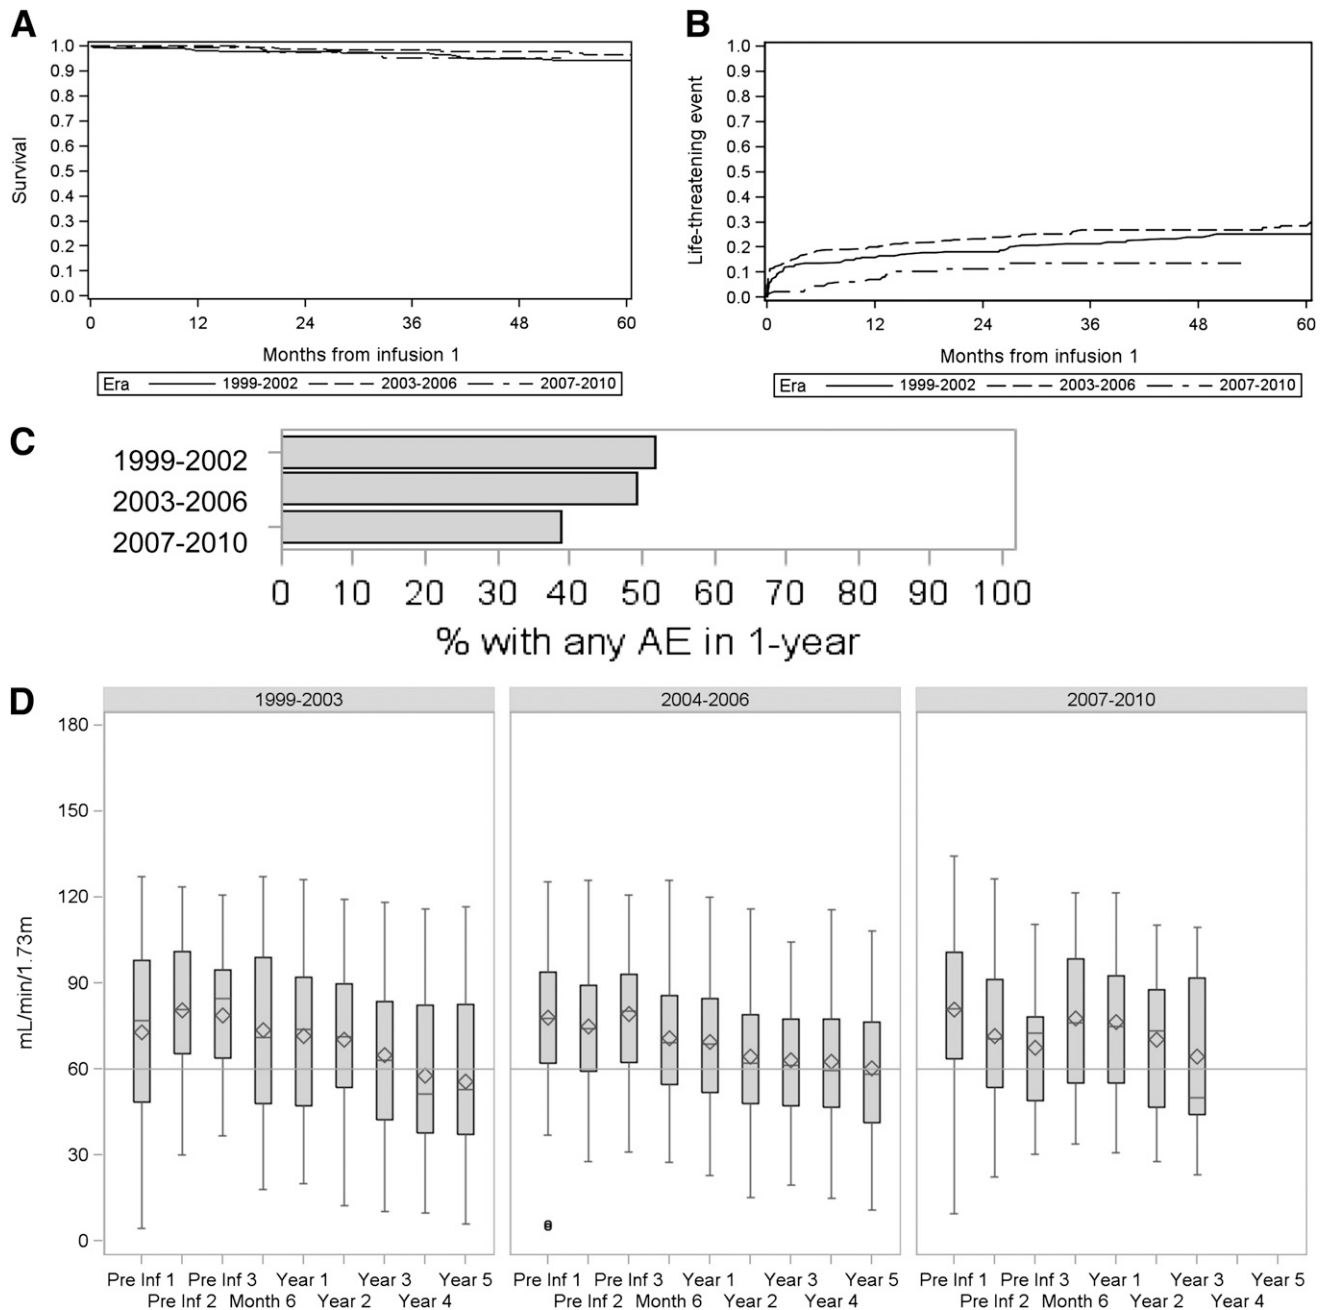 A
Survival
1.0
0.9
0.8
0.7
0.6
0.5
0.4
0.3
0.2
0.1
0.0
0 12 24 36 48 60
Months from infusion 1
Era 1999-2002 2003-2006 2007-2010
B
Life-threatening event
1.0
0.9
0.8
0.7
0.6
0.5
0.4
0.3
0.2
0.1
0.0
0 12 24 36 48 60
Months from infusion 1
Era 1999-2002 2003-2006 2007-2010
C
1999-2002
2003-2006
2007-2010
0 10 20 30 40 50 60 70 80 90 100
% with any AE in 1-year
D
1999-2003 2004-2006 2007-2010
mL/min/1.73m
180
150
120
90
60
30
0
Pre Inf 1 Pre Inf 3 Year 1 Year 3 Year 5 Pre Inf 1 Pre Inf 3 Year 1 Year 3 Year 5 Pre Inf 1 Pre Inf 3 Year 1 Year 3 Year 5
Pre Inf 2 Month 6 Year 2 Year 4 Pre Inf 2 Month 6 Year 2 Year 4 Pre Inf 2 Month 6 Year 2 Year 4